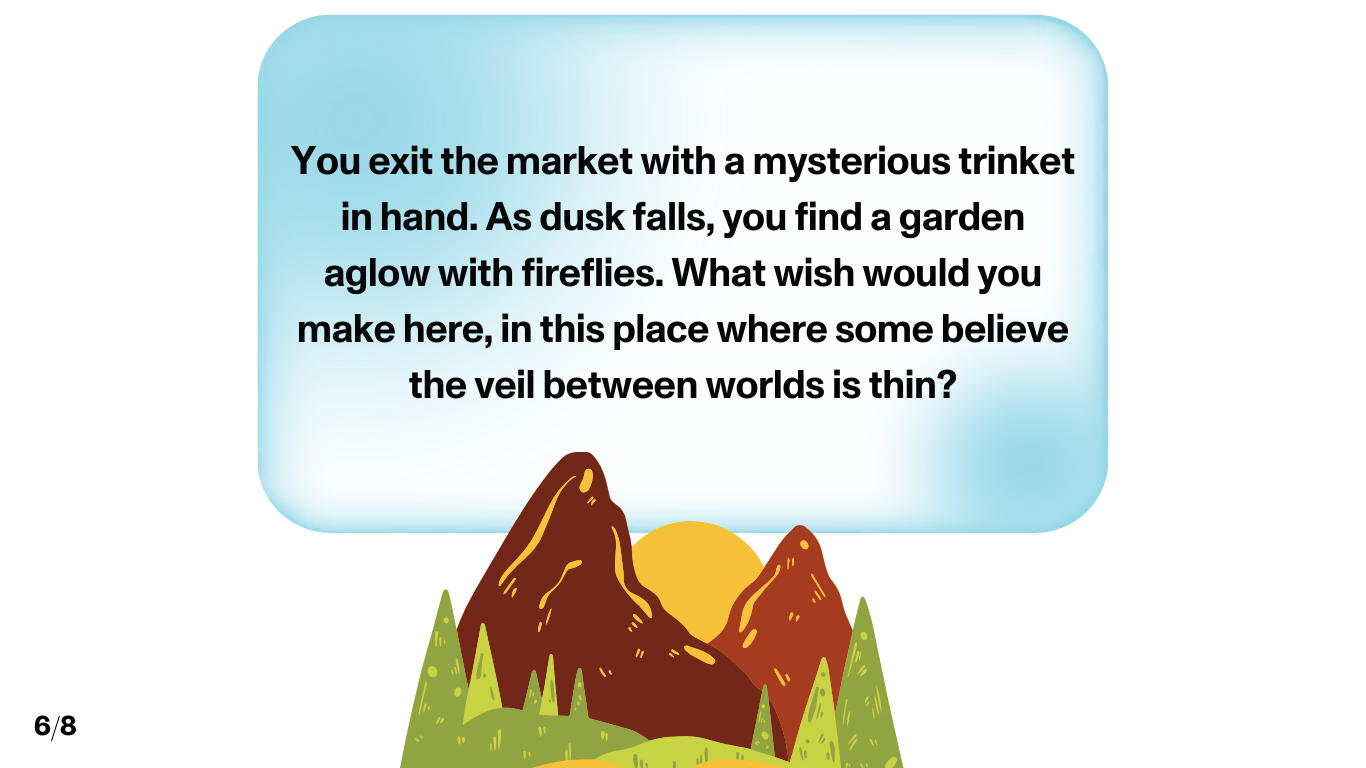 You exit the market with a mysterious trinket
in hand. As dusk falls, you find a garden
aglow with fireflies. What wish would you
make here, in this place where some believe
the veil between worlds is thin?
6/8